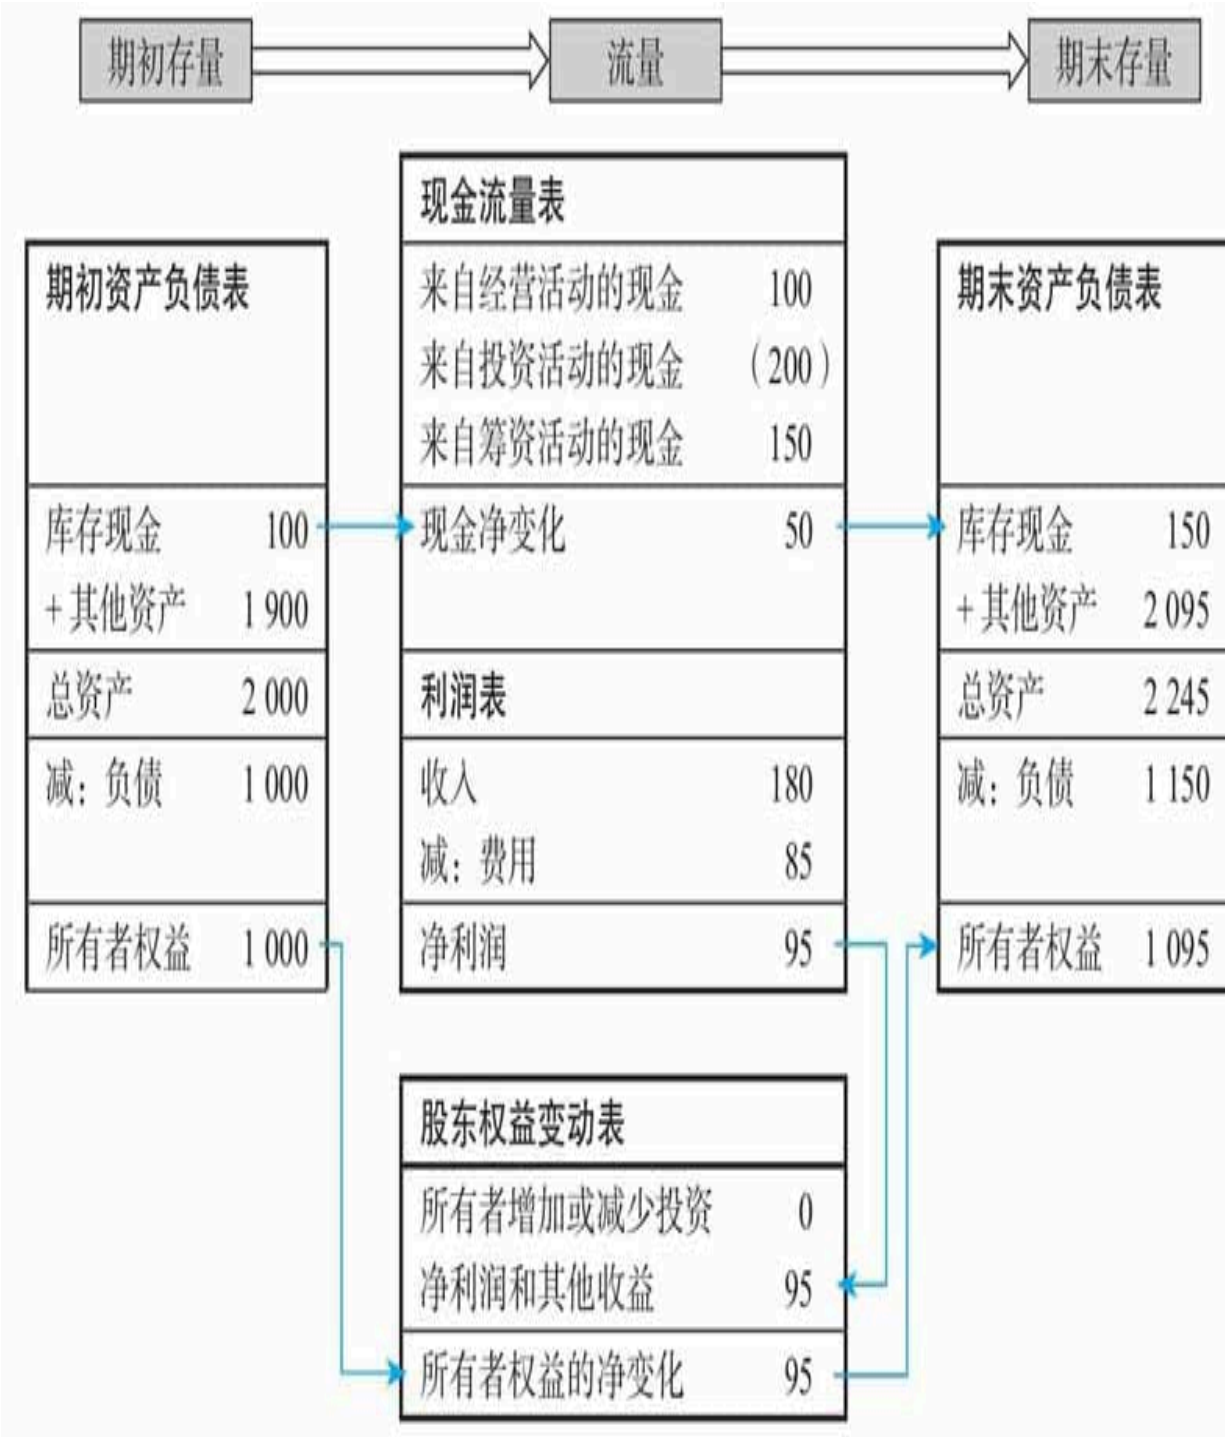 期初存量
流量
期末存量
期初资产负债表
库存现金 100
+其他资产 1 900
总资产 2 000
减：负债 1 000
所有者权益 1 000
现金流量表
来自经营活动的现金 100
来自投资活动的现金 （200）
来自筹资活动的现金 150
现金净变化 50
利润表
收入 180
减：费用 85
净利润 95
股东权益变动表
所有者增加或减少投资 0
净利润和其他收益 95
所有者权益的净变化 95
期末资产负债表
库存现金 150
+其他资产 2 095
总资产 2 245
减：负债 1 150
所有者权益 1 095